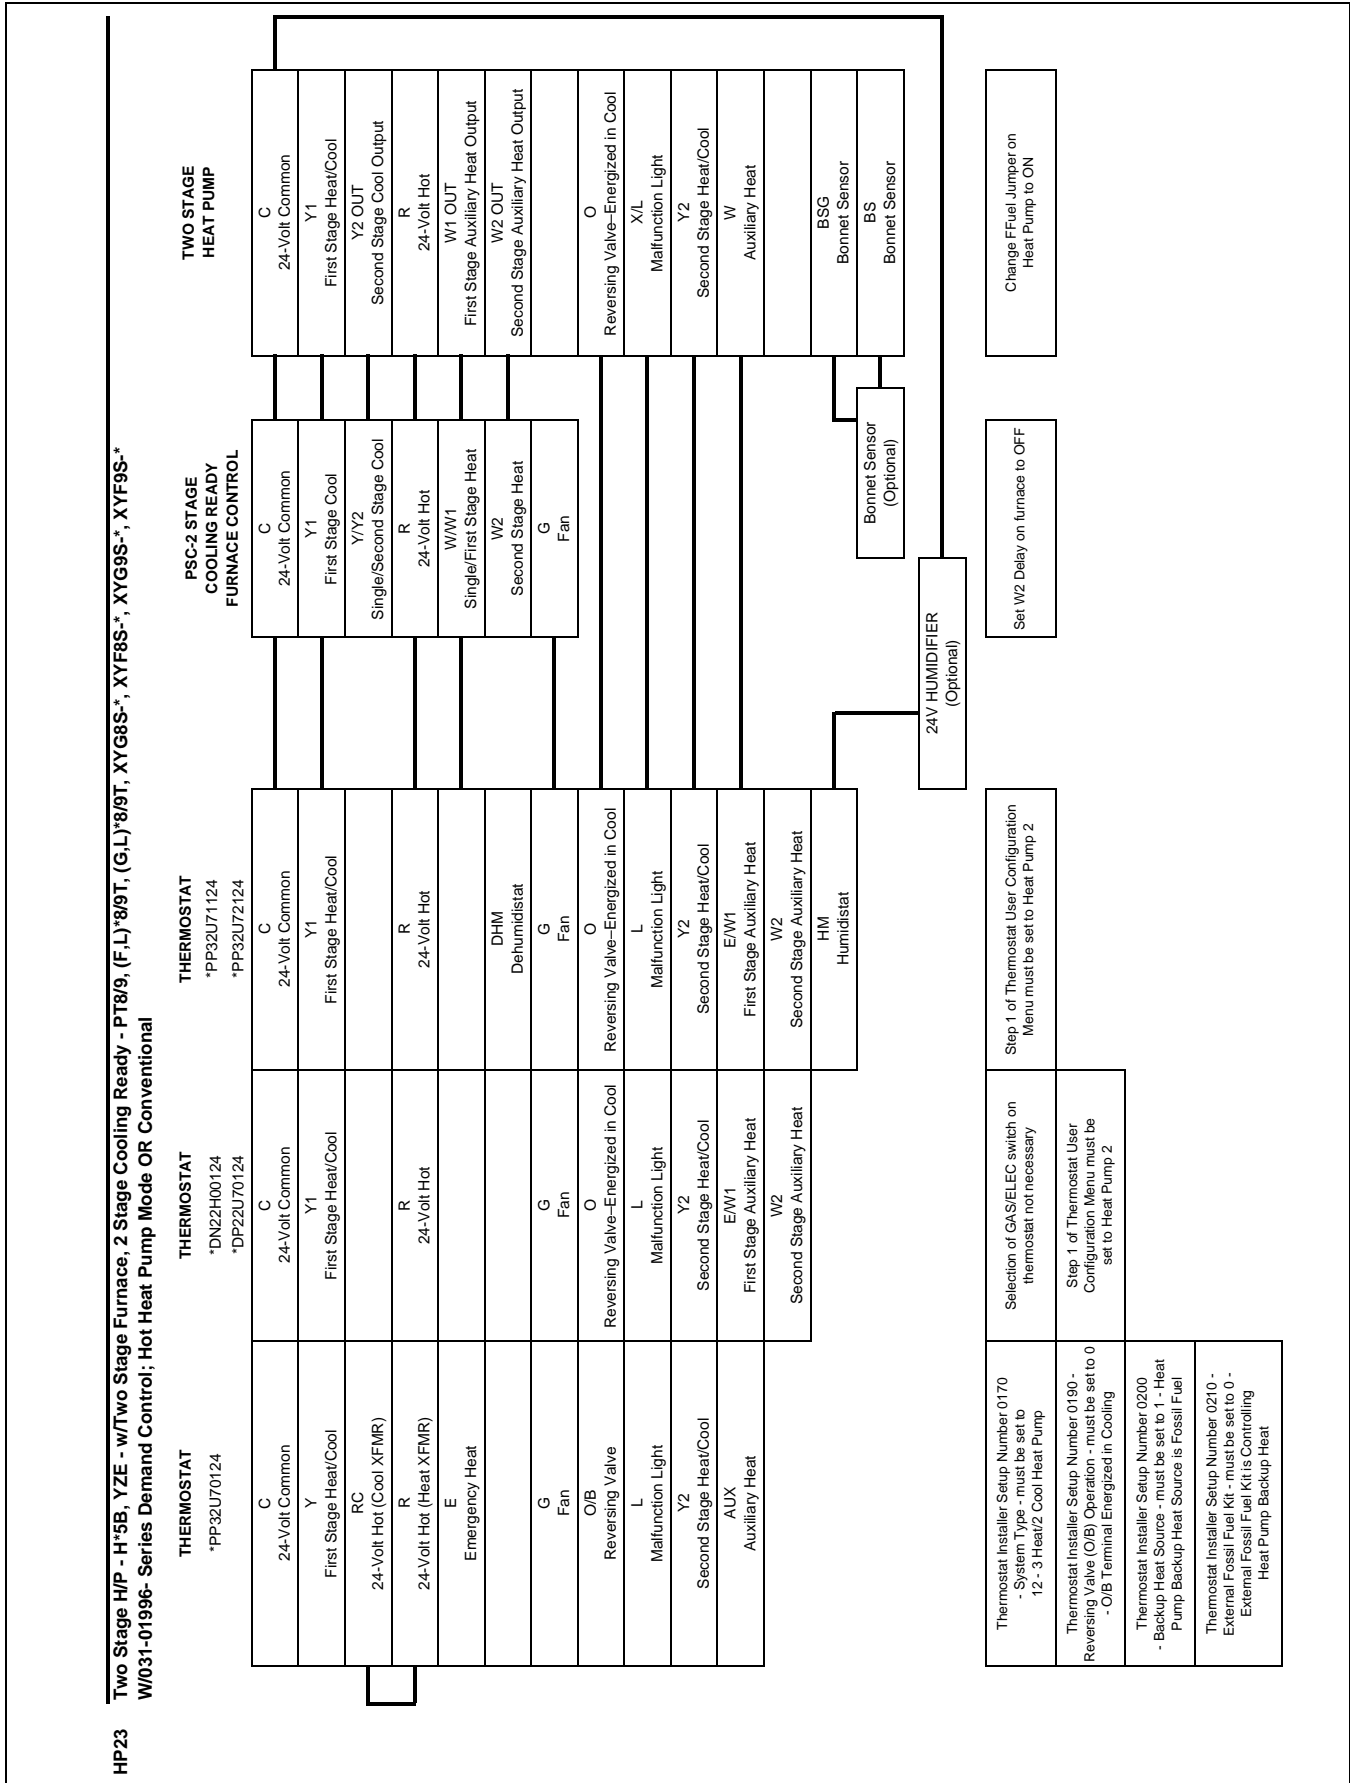 HP23 Two Stage H/P - H*5B, YZE - w/Two Stage Furnace, 2 Stage Cooling Ready - PT8/9, (F,L)*8/9T, (G,L)*8/9T, XYG8S-*, XYF8S-*, XYG9S-*, XYF9S-*
W/031-01996- Series Demand Control; Hot Heat Pump Mode OR Conventional
THERMOSTAT
*PP32U70124
C
24-Volt Common
Y
First Stage Heat/Cool
RC
24-Volt Hot (Cool XFMR)
R
24-Volt Hot (Heat XFMR)
E
Emergency Heat
G
Fan
O/B
Reversing Valve
L
Malfunction Light
Y2
Second Stage Heat/Cool
AUX
Auxiliary Heat
Thermostat Installer Setup Number 0170
- System Type - must be set to
12 - 3 Heat/2 Cool Heat Pump
Thermostat Installer Setup Number 0190 -
Reversing Valve (O/B) Operation - must be set to 0
- O/B Terminal Energized in Cooling
Thermostat Installer Setup Number 0200
- Backup Heat Source - must be set to 1 - Heat
Pump Backup Heat Source is Fossil Fuel
Thermostat Installer Setup Number 0210 -
External Fossil Fuel Kit - must be set to 0 -
External Fossil Fuel Kit is Controlling
Heat Pump Backup Heat
THERMOSTAT
*DN22H00124
*DP22U70124
C
24-Volt Common
Y1
First Stage Heat/Cool
R
24-Volt Hot
G
Fan
O
Reversing Valve–Energized in Cool
L
Malfunction Light
Y2
Second Stage Heat/Cool
E/W1
First Stage Auxiliary Heat
W2
Second Stage Auxiliary Heat
Selection of GAS/ELEC switch on
thermostat not necessary
Step 1 of Thermostat User
Configuration Menu must be
set to Heat Pump 2
THERMOSTAT
*PP32U71124
*PP32U72124
C
24-Volt Common
Y1
First Stage Heat/Cool
R
24-Volt Hot
DHM
Dehumidistat
G
Fan
O
Reversing Valve–Energized in Cool
L
Malfunction Light
Y2
Second Stage Heat/Cool
E/W1
First Stage Auxiliary Heat
W2
Second Stage Auxiliary Heat
HM
Humidistat
Step 1 of Thermostat User Configuration
Menu must be set to Heat Pump 2
24V HUMIDIFIER
(Optional)
PSC-2 STAGE
COOLING READY
FURNACE CONTROL
C
24-Volt Common
Y1
First Stage Cool
Y/Y2
Single/Second Stage Cool
R
24-Volt Hot
W/W1
Single/First Stage Heat
W2
Second Stage Heat
G
Fan
Bonnet Sensor
(Optional)
Set W2 Delay on furnace to OFF
TWO STAGE
HEAT PUMP
C
24-Volt Common
Y1
First Stage Heat/Cool
Y2 OUT
Second Stage Cool Output
R
24-Volt Hot
W1 OUT
First Stage Auxiliary Heat Output
W2 OUT
Second Stage Auxiliary Heat Output
O
Reversing Valve–Energized in Cool
X/L
Malfunction Light
Y2
Second Stage Heat/Cool
W
Auxiliary Heat
BSG
Bonnet Sensor
BS
Bonnet Sensor
Change FFuel Jumper on
Heat Pump to ON